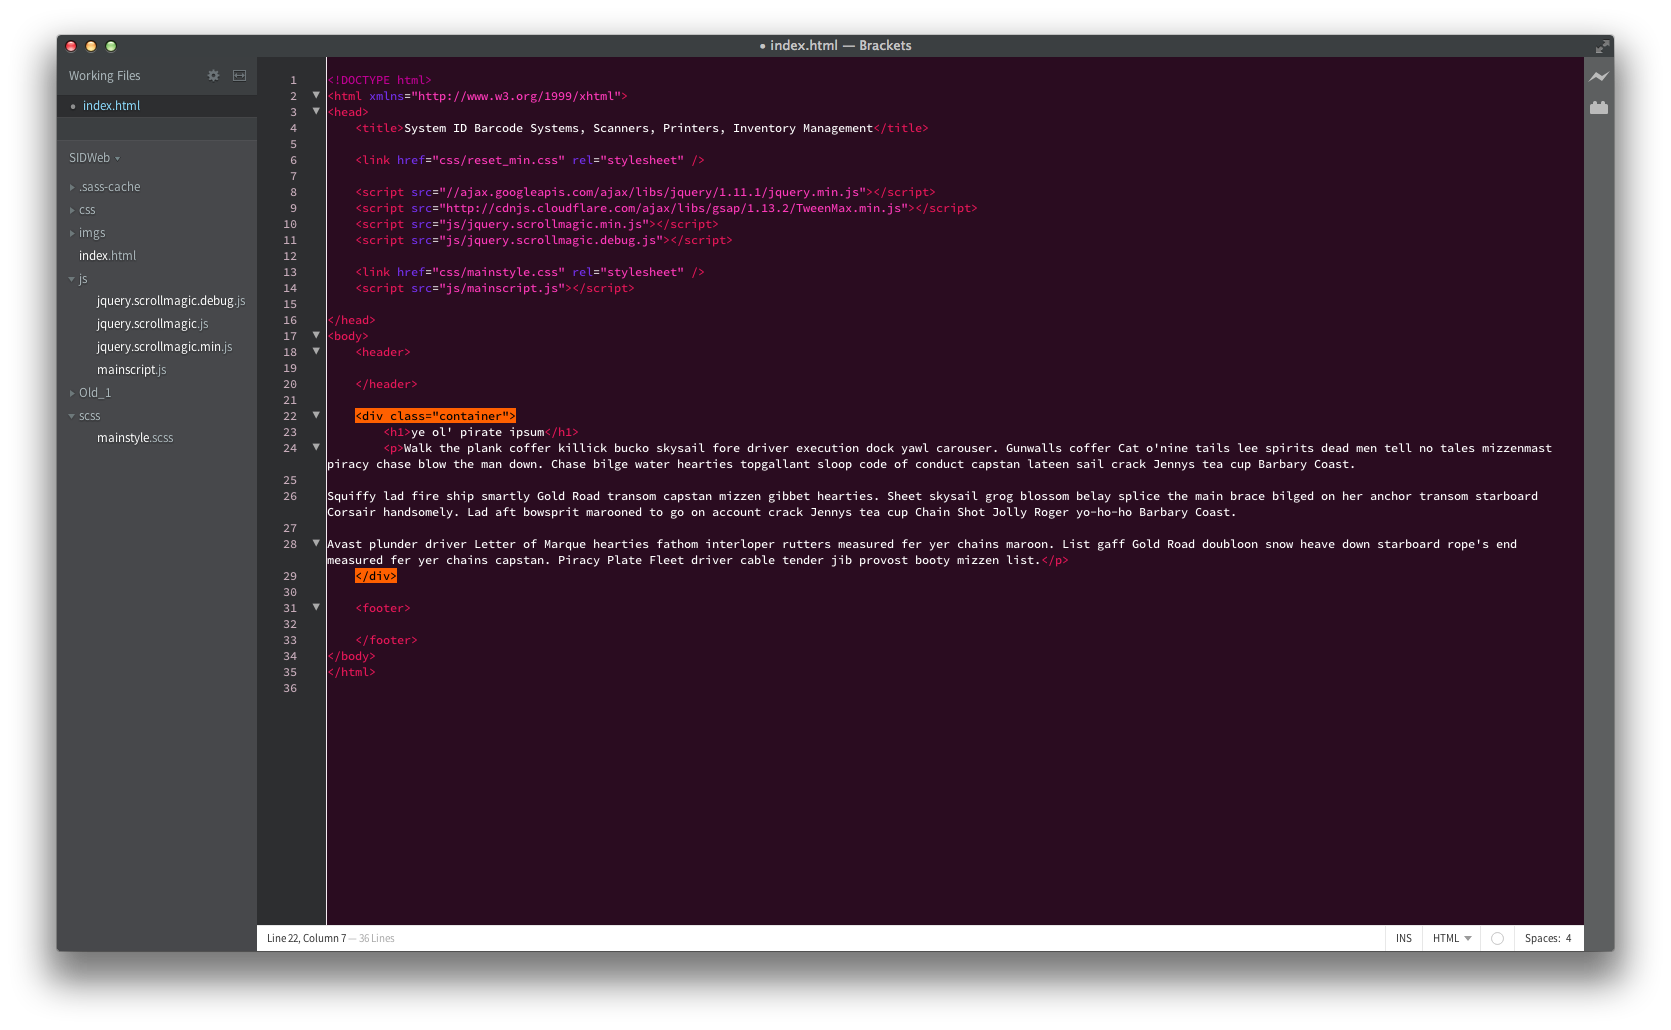 • index.html — Brackets
Working Files
• index.html
SIDWeb
.sass-cache
css
imgs
index.html
js
jquery.scrollmagic.debug.js
jquery.scrollmagic.js
jquery.scrollmagic.min.js
mainscript.js
Old_1
scss
mainstyle.scss
1 <!DOCTYPE html>
2 <html xmlns="http://www.w3.org/1999/xhtml">
3 <head>
4     <title>System ID Barcode Systems, Scanners, Printers, Inventory Management</title>
5
6     <link href="css/reset_min.css" rel="stylesheet" />
7
8     <script src="//ajax.googleapis.com/ajax/libs/jquery/1.11.1/jquery.min.js"></script>
9     <script src="http://cdnjs.cloudflare.com/ajax/libs/gsap/1.13.2/TweenMax.min.js"></script>
10     <script src="js/jquery.scrollmagic.min.js"></script>
11     <script src="js/jquery.scrollmagic.debug.js"></script>
12
13     <link href="css/mainstyle.css" rel="stylesheet" />
14     <script src="js/mainscript.js"></script>
15
16 </head>
17 <body>
18     <header>
19
20     </header>
21
22     <div class="container">
23         <h1>ye ol' pirate ipsum</h1>
24         <p>Walk the plank coffer killick bucko skysail fore driver execution dock yawl carouser. Gunwalls coffer Cat o'nine tails lee spirits dead men tell no tales mizzenmast
piracy chase blow the man down. Chase bilge water hearties topgallant sloop code of conduct capstan lateen sail crack Jennys tea cup Barbary Coast.
25
26 Squiffy lad fire ship smartly Gold Road transom capstan mizzen gibbet hearties. Sheet skysail grog blossom belay splice the main brace bilged on her anchor transom starboard
Corsair handsomely. Lad aft bowsprit marooned to go on account crack Jennys tea cup Chain Shot Jolly Roger yo-ho-ho Barbary Coast.
27
28 Avast plunder driver Letter of Marque hearties fathom interloper rutters measured fer yer chains maroon. List gaff Gold Road doubloon snow heave down starboard rope's end
measured fer yer chains capstan. Piracy Plate Fleet driver cable tender jib provost booty mizzen list.</p>
29     </div>
30
31     <footer>
32
33     </footer>
34 </body>
35 </html>
36
Line 22, Column 7 — 36 Lines
INS
HTML
Spaces: 4